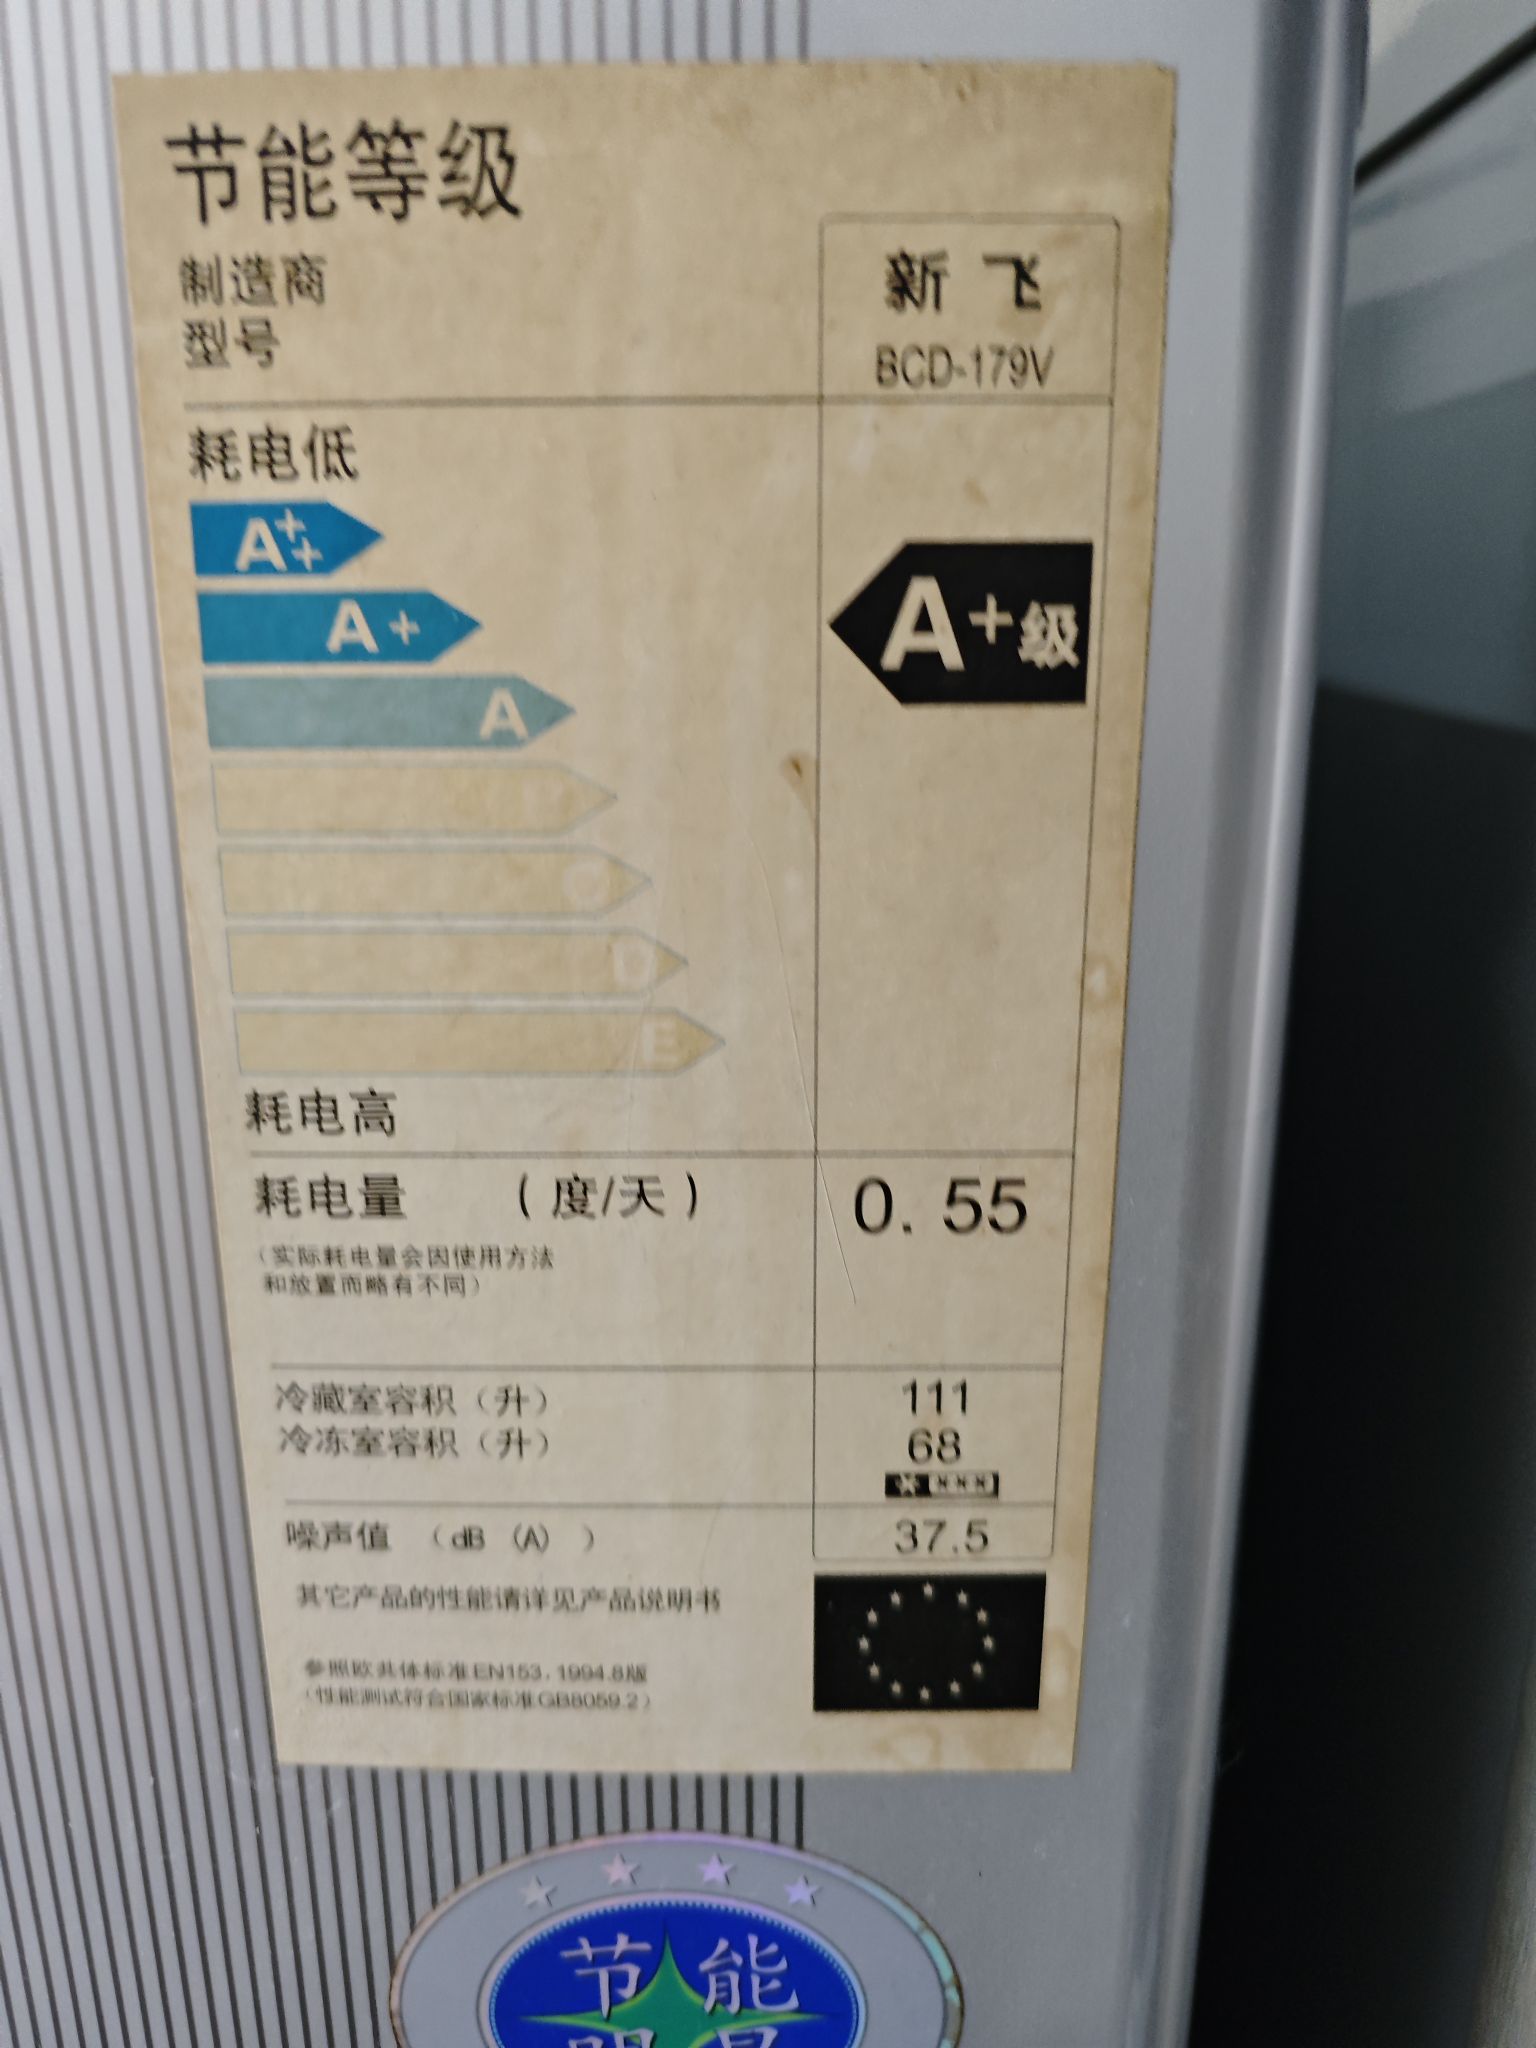 节能等级
制造商
新飞
型号
BCD-179V
耗电低
A++
A+
A+级
A
C
D
E
耗电高
耗电量 (度/天) 0.55
(实际耗电量会因使用方法
和放置而略有不同)
冷藏室容积(升) 111
冷冻室容积(升) 68
噪声值 (dB (A) ) 37.5
其它产品的性能请详见产品说明书
参照欧共体标准EN153,1994.8版
(性能测试符合国家标准GB8059.2)
节能